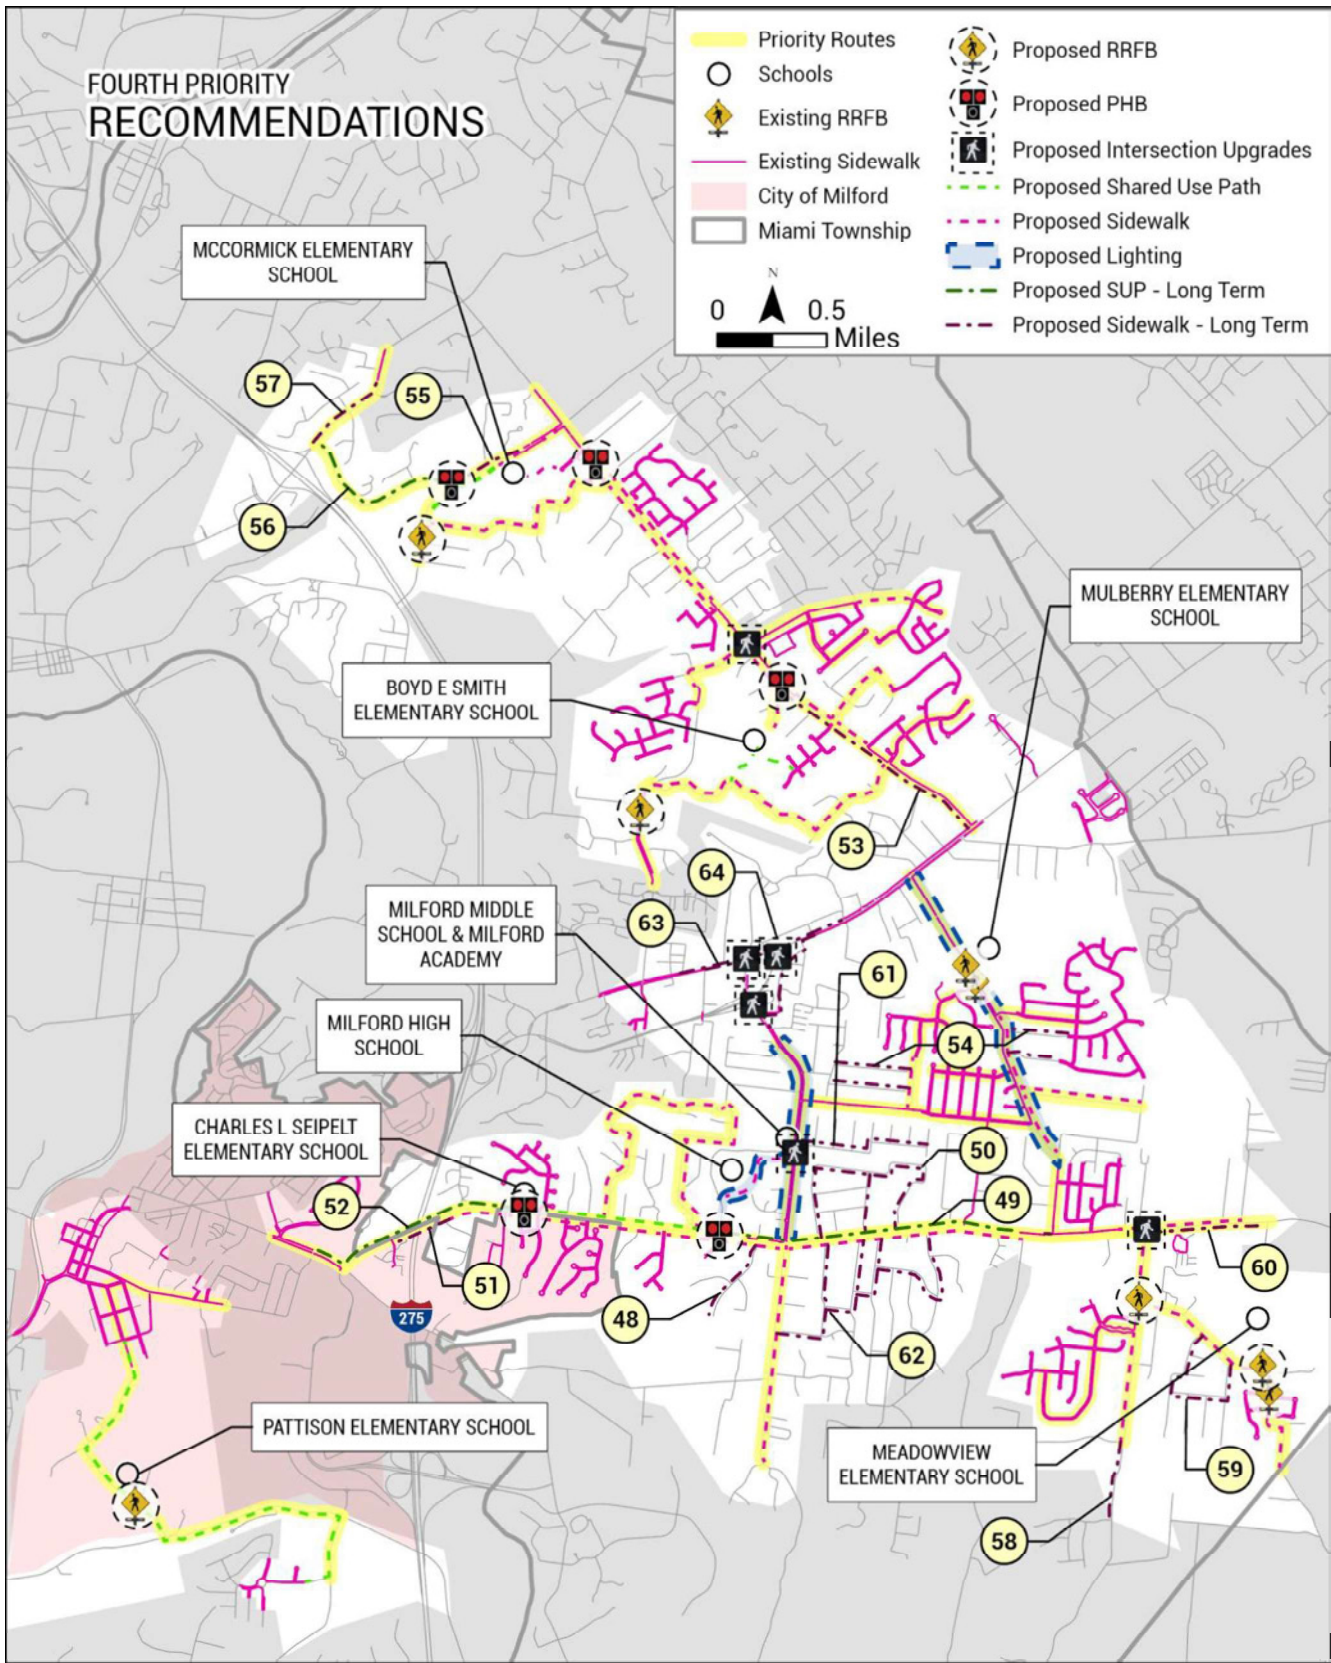 FOURTH PRIORITY
RECOMMENDATIONS
Priority Routes
Schools
Existing RRFB
Existing Sidewalk
City of Milford
Miami Township
N
0 0.5
Miles
Proposed RRFB
Proposed PHB
Proposed Intersection Upgrades
Proposed Shared Use Path
Proposed Sidewalk
Proposed Lighting
Proposed SUP - Long Term
Proposed Sidewalk - Long Term
MCCORMICK ELEMENTARY
SCHOOL
57
55
56
MULBERRY ELEMENTARY
SCHOOL
BOYD E SMITH
ELEMENTARY SCHOOL
53
64
63
MILFORD MIDDLE
SCHOOL & MILFORD
ACADEMY
61
MILFORD HIGH
SCHOOL
54
CHARLES L SEIPELT
ELEMENTARY SCHOOL
50
52
49
51
60
275
48
62
PATTISON ELEMENTARY SCHOOL
MEADOWVIEW
ELEMENTARY SCHOOL
59
58